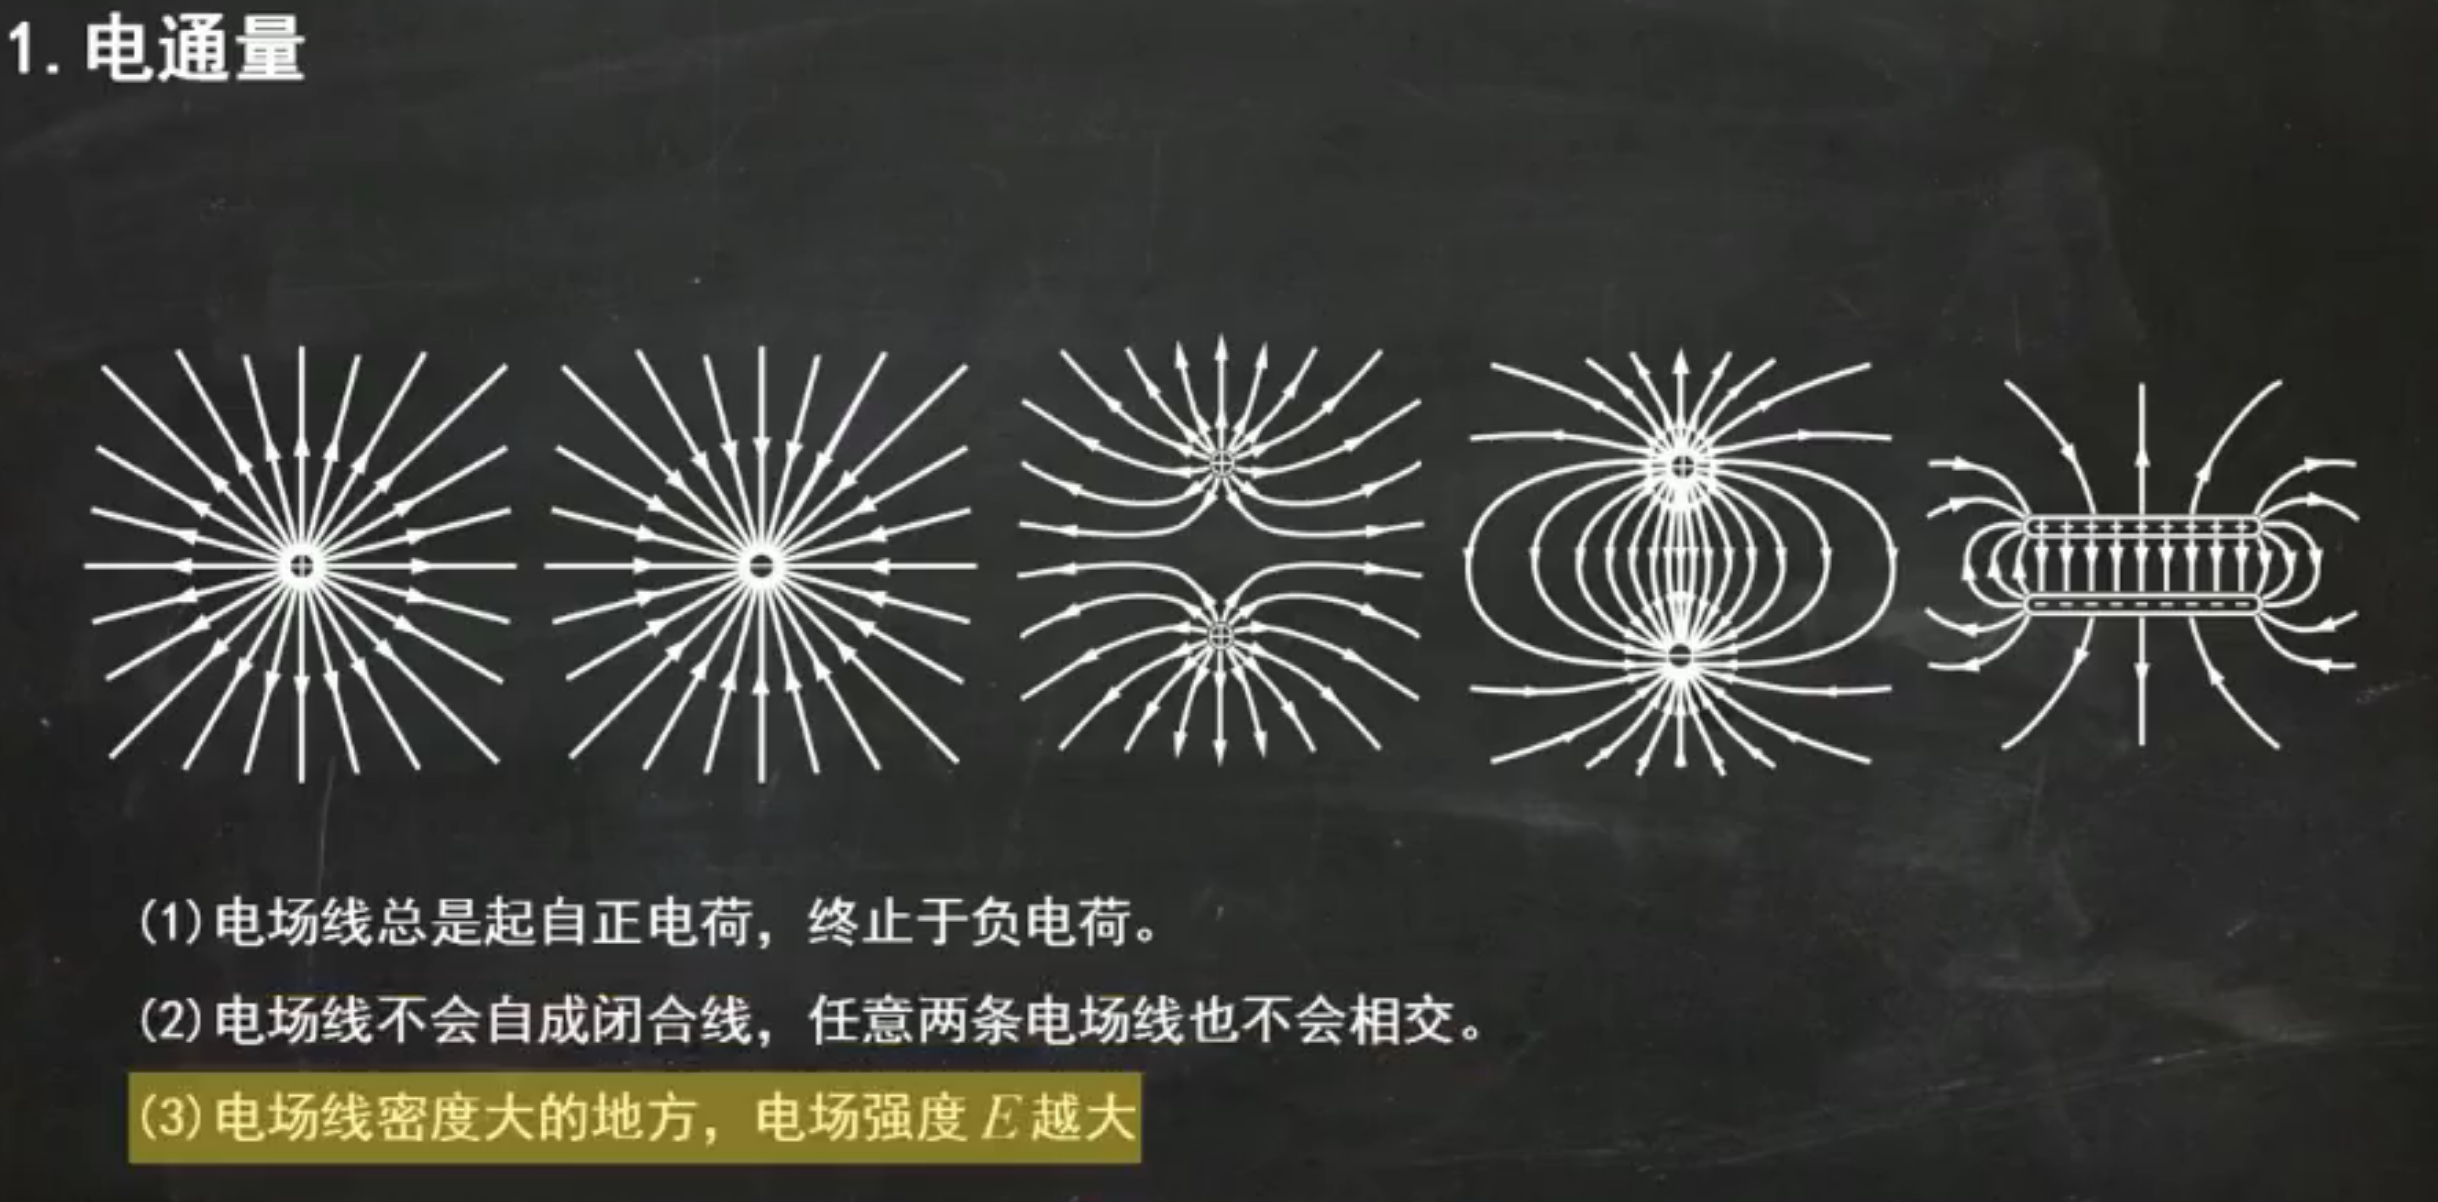 1.电通量
(1)电场线总是起自正电荷，终止于负电荷。
(2)电场线不会自成闭合线，任意两条电场线也不会相交。
(3)电场线密度大的地方，电场强度E越大